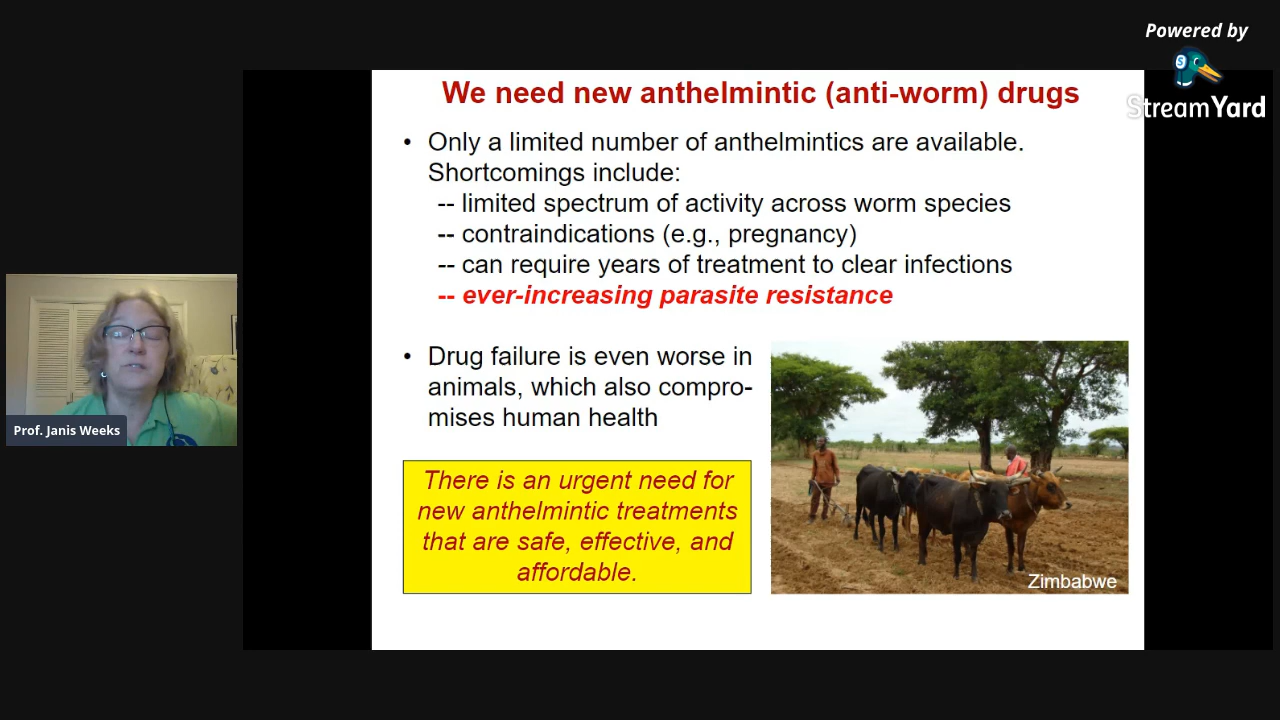 Powered by
StreamYard
We need new anthelmintic (anti-worm) drugs
• Only a limited number of anthelmintics are available.
Shortcomings include:
-- limited spectrum of activity across worm species
-- contraindications (e.g., pregnancy)
-- can require years of treatment to clear infections
-- ever-increasing parasite resistance
• Drug failure is even worse in
animals, which also compro-
mises human health
There is an urgent need for
new anthelmintic treatments
that are safe, effective, and
affordable.
Zimbabwe
Prof. Janis Weeks